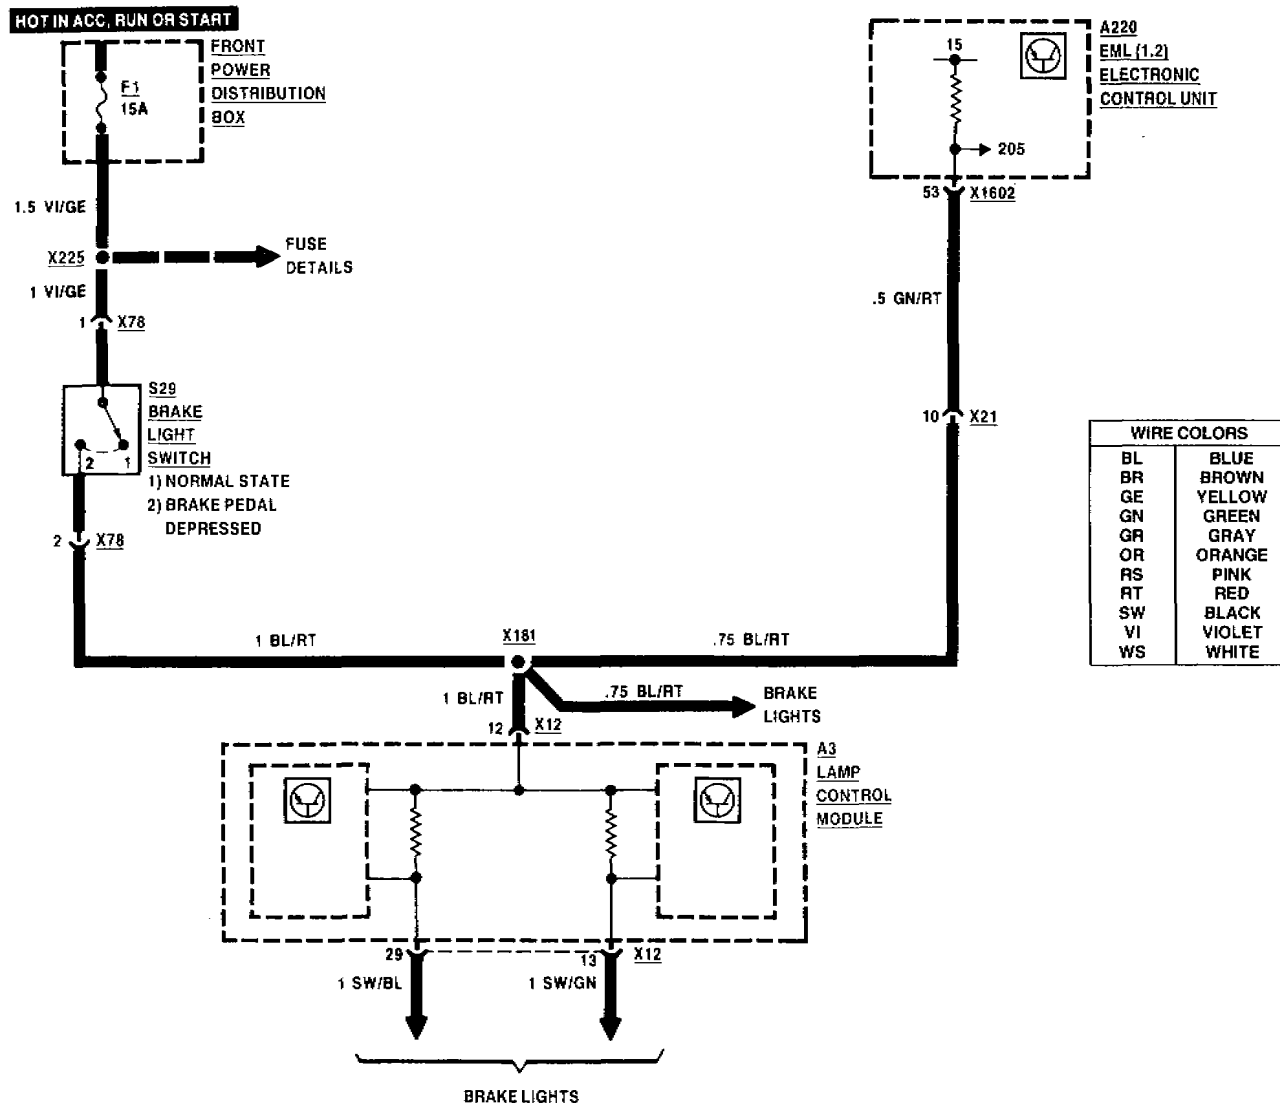 HOT IN ACC, RUN OR START
FRONT
POWER
DISTRIBUTION
BOX
F1
15A
1.5 VI/GE
X225
FUSE
DETAILS
1 VI/GE
1 X78
S29
BRAKE
LIGHT
SWITCH
1) NORMAL STATE
2) BRAKE PEDAL
DEPRESSED
2 1
2 X78
1 BL/RT
X181
.75 BL/RT
A220
EML (1.2)
ELECTRONIC
CONTROL UNIT
15
205
53 X1602
.5 GN/RT
10 X21
WIRE COLORS
BL BLUE
BR BROWN
GE YELLOW
GN GREEN
GR GRAY
OR ORANGE
RS PINK
RT RED
SW BLACK
VI VIOLET
WS WHITE
1 BL/RT
.75 BL/RT
BRAKE
LIGHTS
12 X12
A3
LAMP
CONTROL
MODULE
29 13 X12
1 SW/BL 1 SW/GN
BRAKE LIGHTS